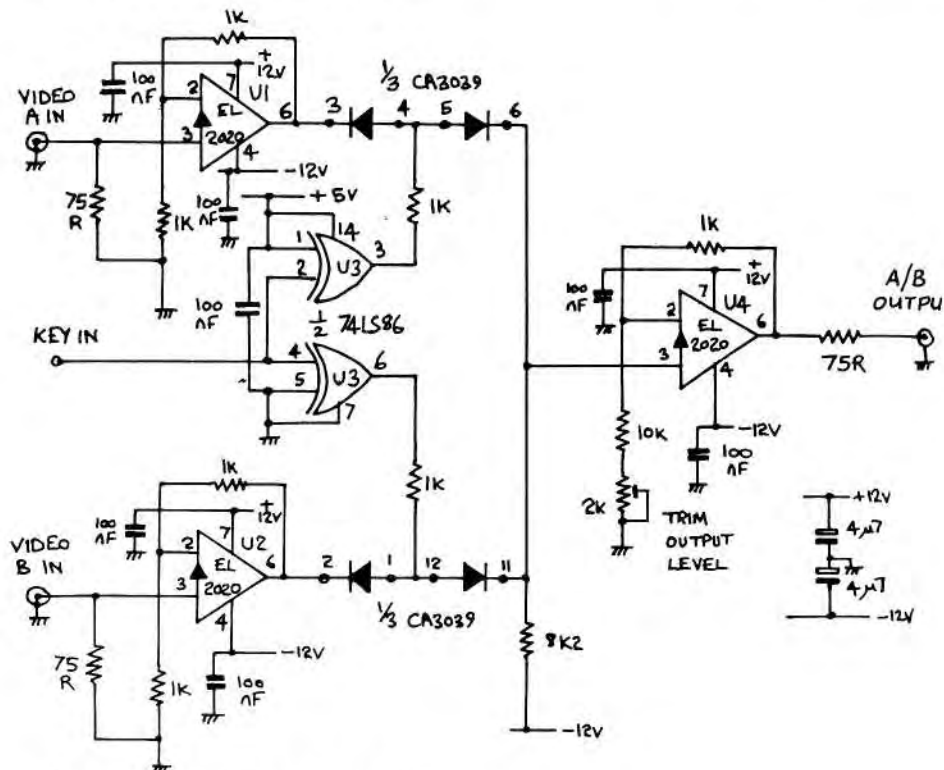 1K
100 nF
+ 12V
1/3 CA3039
VIDEO A IN
7
U1
2
EL
6
3
4
5
6
3
2020
4
-12V
75 R
1K
100 nF
+5V
1K
14
1
U3
3
2
100 nF
1/2 74LS86
KEY IN
4
6
5
U3
7
1K
1K
100 nF
+ 12V
7
U4
A/B OUTPUT
2
EL
6
3
2020
75R
4
-12V
10K
100 nF
2K
TRIM OUTPUT LEVEL
+12V
4µ7
4µ7
-12V
1K
100 nF
+ 12V
VIDEO B IN
7
U2
2
EL
6
2
1
12
11
3
2020
4
1/3 CA3039
-12V
75 R
1K
100 nF
8K2
-12V